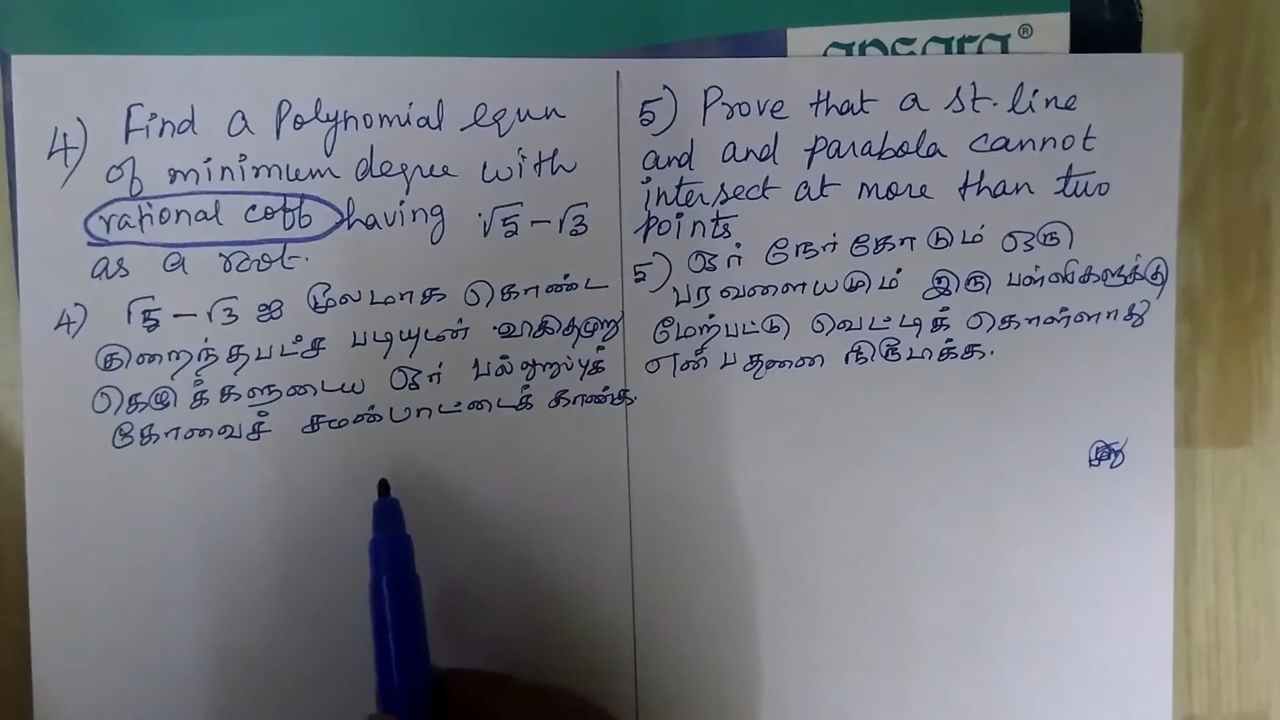 ansara®
4) Find a Polynomial equn
of minimum degree with
rational coff having √5-√3
as a root.
4) √5-√3 ஐ மூலமாக கொண்ட
குறைந்தபட்ச படியுடன் விகிதமுறு
கெழுக்களுடைய ஓர் பல்லுறுப்புக்
கோவைச் சமன்பாட்டைக் காண்க.
5) Prove that a st. line
and and parabola cannot
intersect at more than two
points
5) ஓர் நேர்கோடும் ஒரு
பரவளையமும் இரு புள்ளிகளுக்கு
மேற்பட்டு வெட்டிக் கொள்ளாது
என்பதனை நிரூபிக்க.